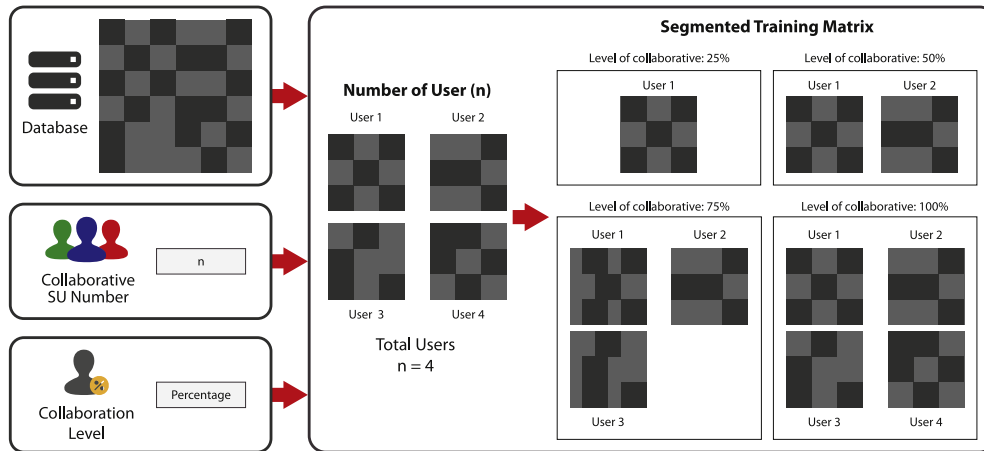 Database
n
Collaborative
SU Number
Percentage
Collaboration
Level
Number of User (n)
User 1
User 2
User 3
User 4
Total Users
n = 4
Segmented Training Matrix
Level of collaborative: 25%
User 1
Level of collaborative: 50%
User 1
User 2
Level of collaborative: 75%
User 1
User 2
User 3
Level of collaborative: 100%
User 1
User 2
User 3
User 4